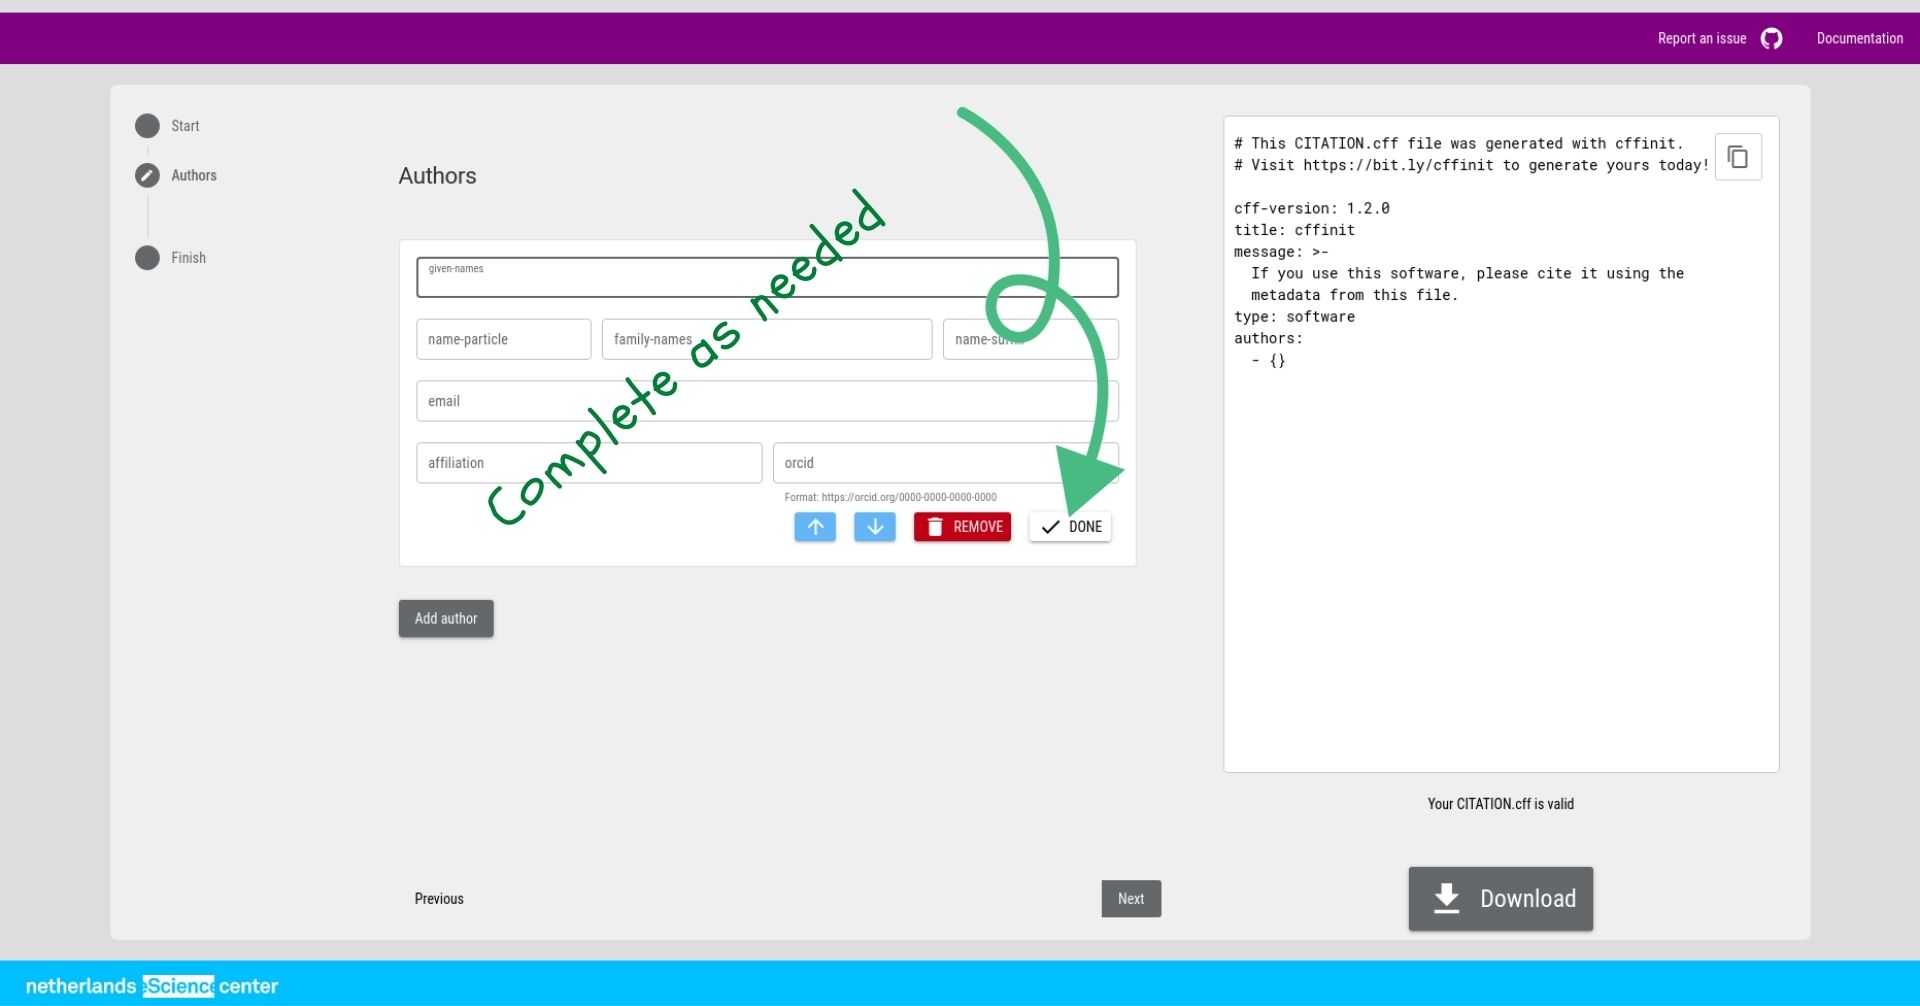 Report an issue
Documentation
Start
Authors
Finish
Authors
given-names
name-particle
family-names
email
affiliation
orcid
Format: https://orcid.org/0000-0000-0000-0000
REMOVE
DONE
Complete as needed
Add author
Previous
Next
# This CITATION.cff file was generated with cffinit.
# Visit https://bit.ly/cffinit to generate yours today!
cff-version: 1.2.0
title: cffinit
message: >-
If you use this software, please cite it using the
metadata from this file.
type: software
authors:
- {}
Your CITATION.cff is valid
Download
netherlands eScience center